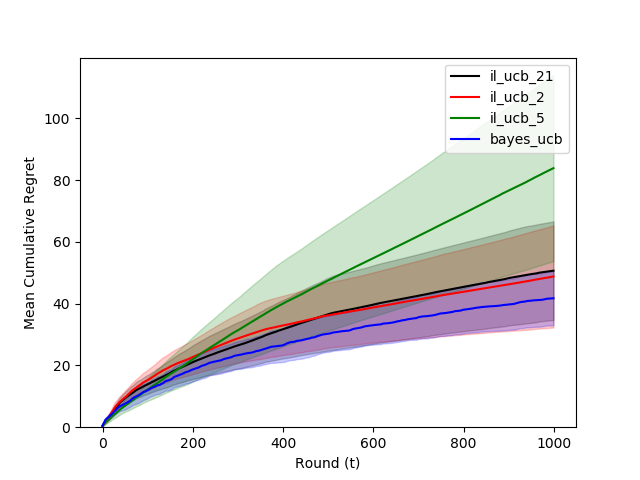 il_ucb_21
il_ucb_2
il_ucb_5
bayes_ucb
Mean Cumulative Regret
100
80
60
40
20
0
0 200 400 600 800 1000
Round (t)